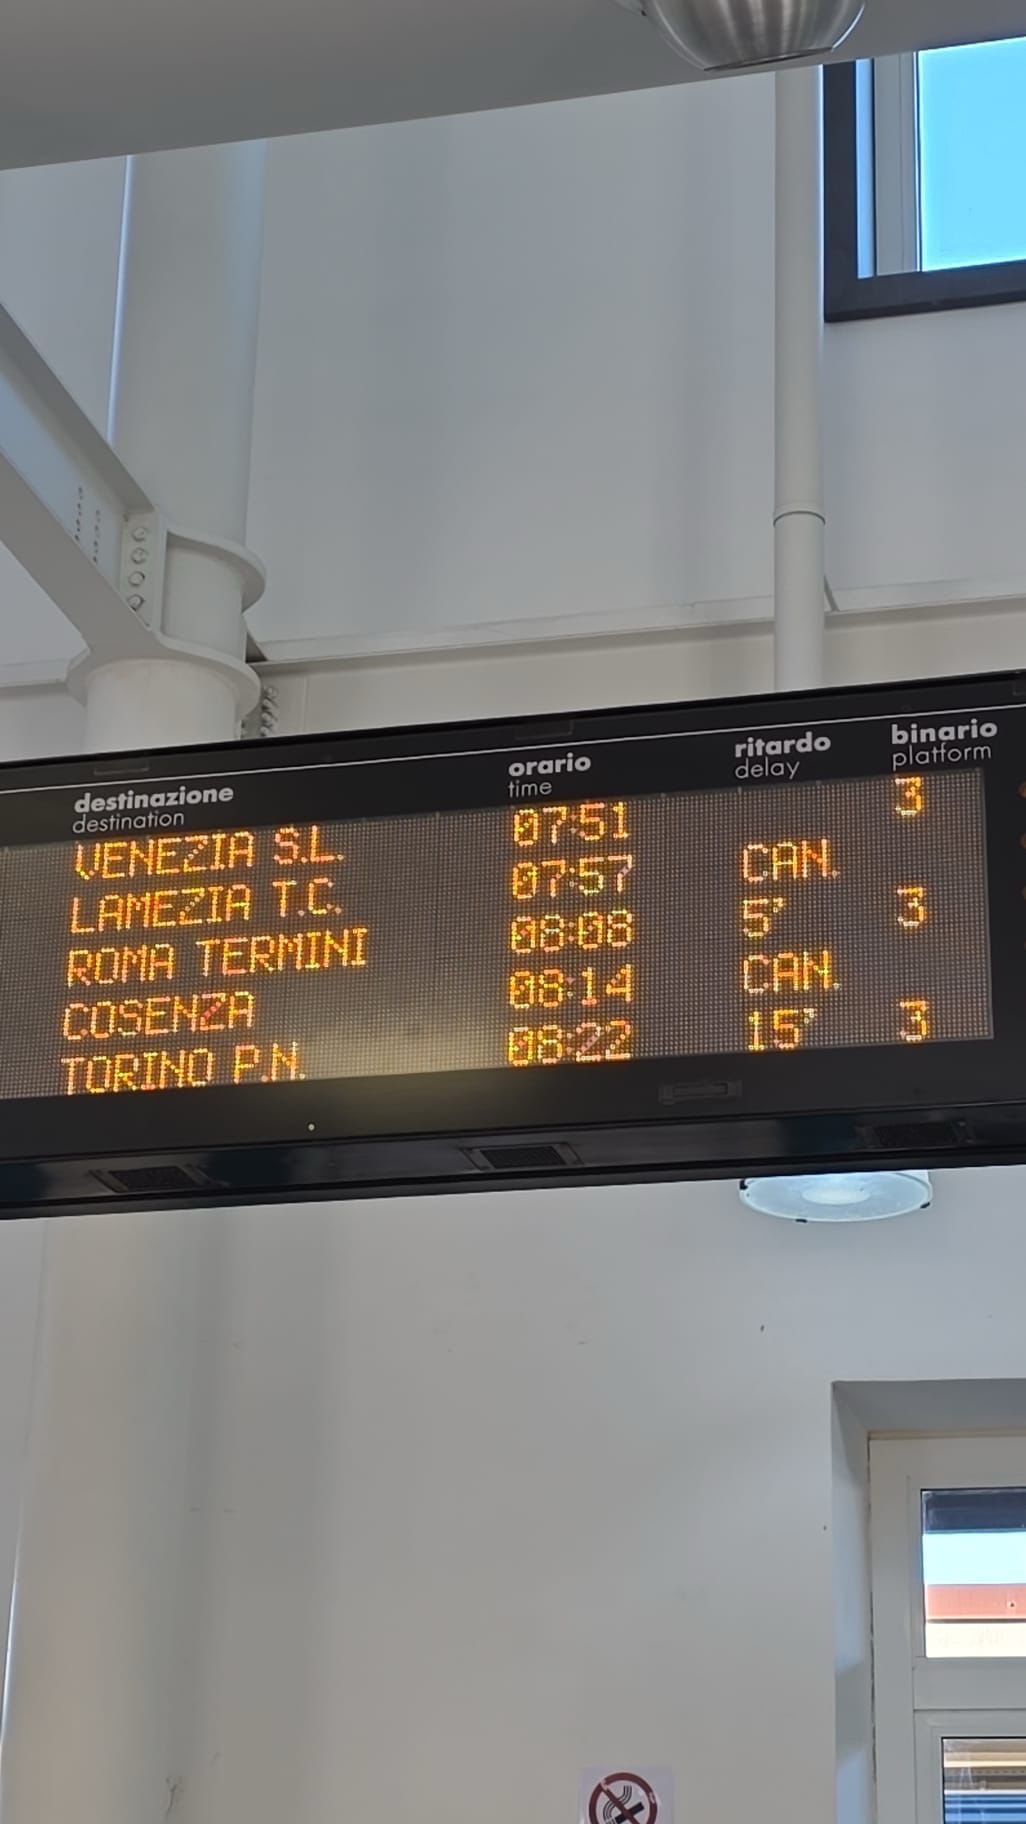 destinazione orario ritardo binario
destination time delay platform
VENEZIA S.L. 07:51 3
LAMEZIA T.C. 07:57 CAN.
ROMA TERMINI 08:08 5' 3
COSENZA 08:14 CAN.
TORINO P.N. 08:22 15' 3